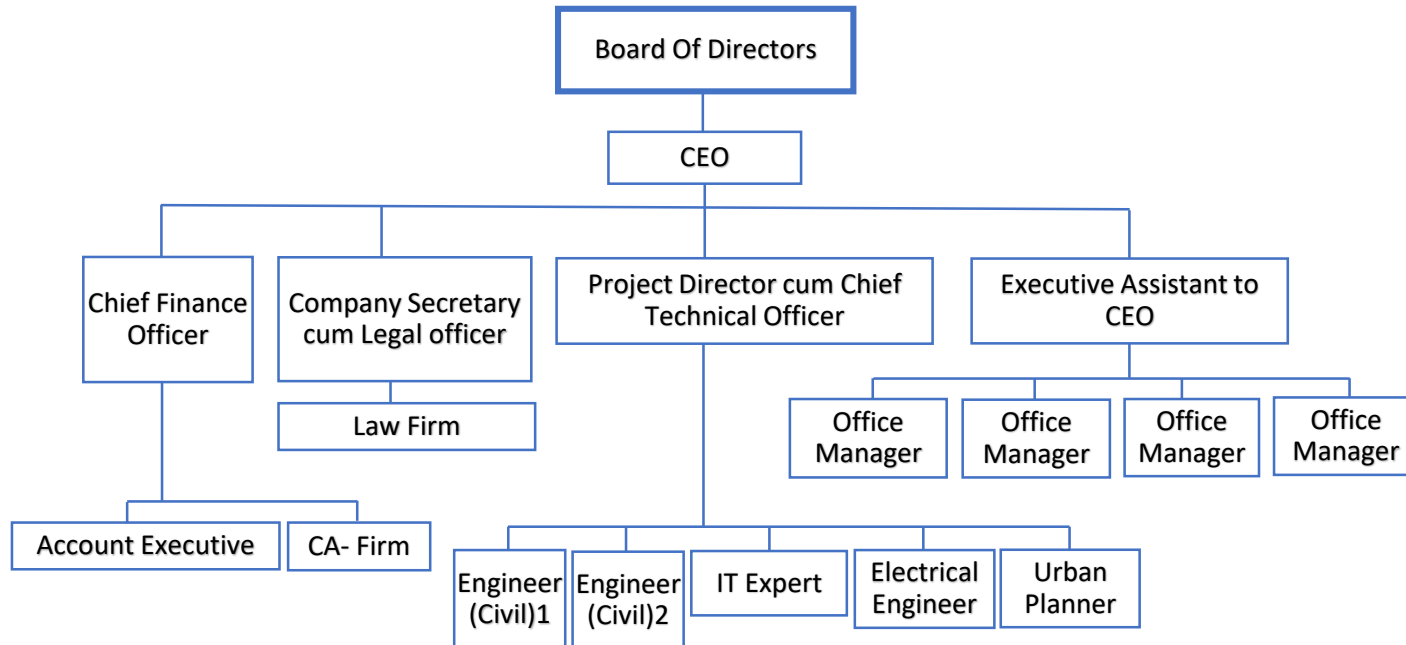 Board Of Directors
CEO
Chief Finance
Officer
Company Secretary
cum Legal officer
Project Director cum Chief
Technical Officer
Executive Assistant to
CEO
Law Firm
Office
Manager
Office
Manager
Office
Manager
Office
Manager
Account Executive
CA- Firm
Engineer
(Civil)1
Engineer
(Civil)2
IT Expert
Electrical
Engineer
Urban
Planner